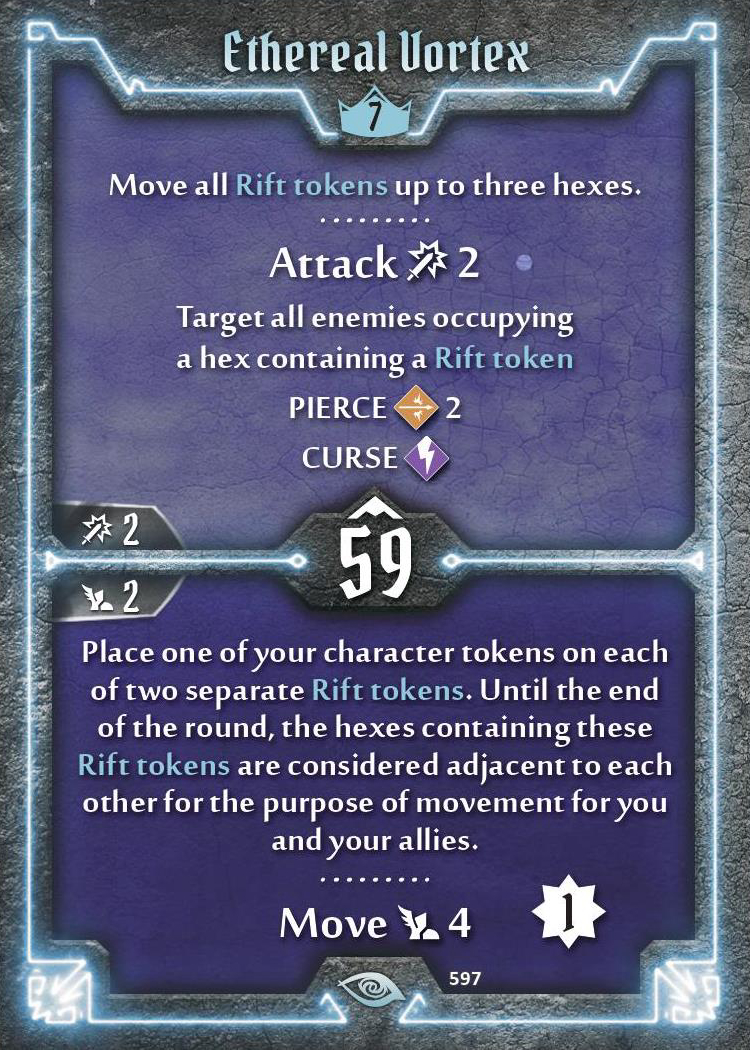 Ethereal Vortex
7
Move all Rift tokens up to three hexes.
Attack 2
Target all enemies occupying
a hex containing a Rift token
PIERCE 2
CURSE
2
59
2
Place one of your character tokens on each
of two separate Rift tokens. Until the end
of the round, the hexes containing these
Rift tokens are considered adjacent to each
other for the purpose of movement for you
and your allies.
Move 4
1
597